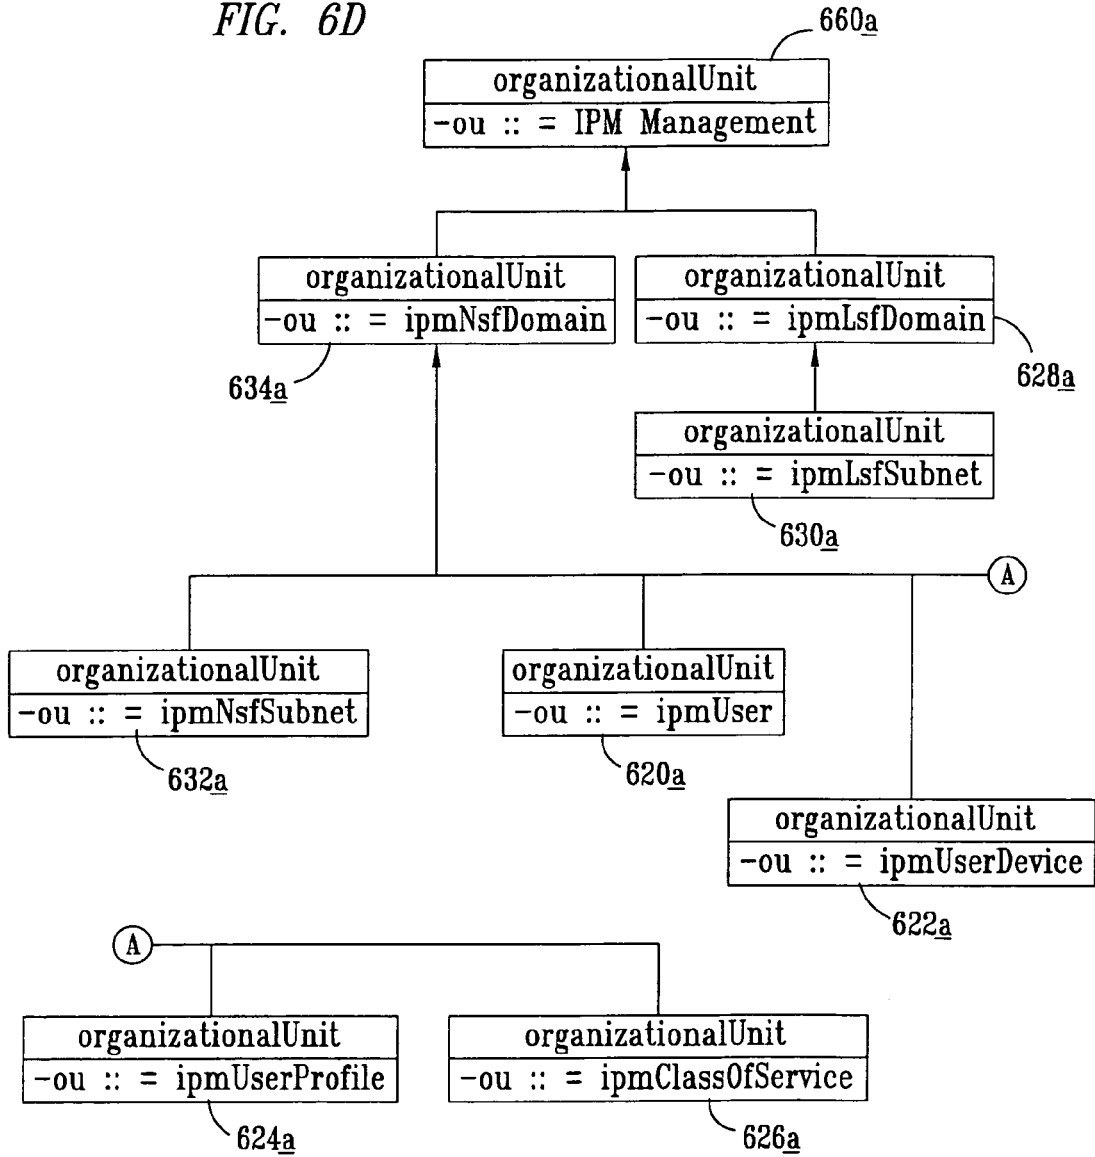 FIG. 6D
660a
organizationalUnit
-ou :: = IPM Management
organizationalUnit
-ou :: = ipmNsfDomain
organizationalUnit
-ou :: = ipmLsfDomain
634a
628a
organizationalUnit
-ou :: = ipmLsfSubnet
630a
A
organizationalUnit
-ou :: = ipmNsfSubnet
organizationalUnit
-ou :: = ipmUser
632a
620a
organizationalUnit
-ou :: = ipmUserDevice
622a
A
organizationalUnit
-ou :: = ipmUserProfile
organizationalUnit
-ou :: = ipmClassOfService
624a
626a